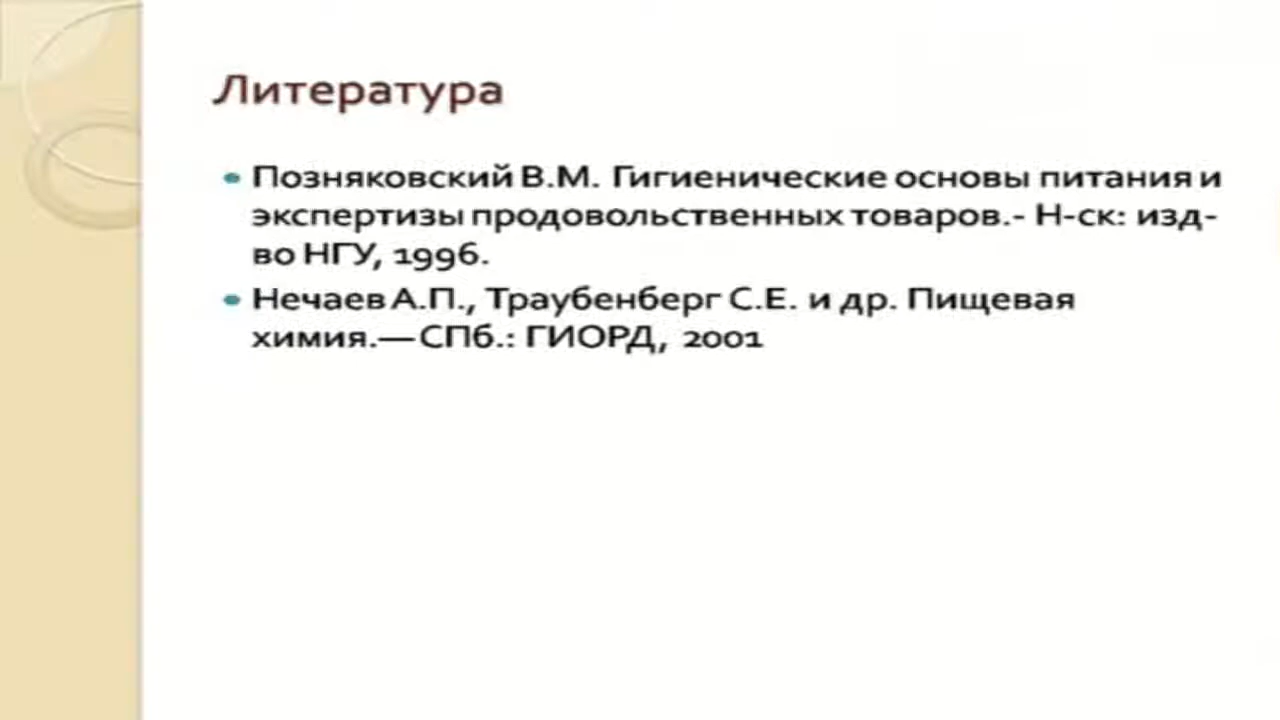 Литература
Позняковский В.М. Гигиенические основы питания и
экспертизы продовольственных товаров.- Н-ск: изд-
во НГУ, 1996.
Нечаев А.П., Траубенберг С.Е. и др. Пищевая
химия.—СПб.: ГИОРД, 2001